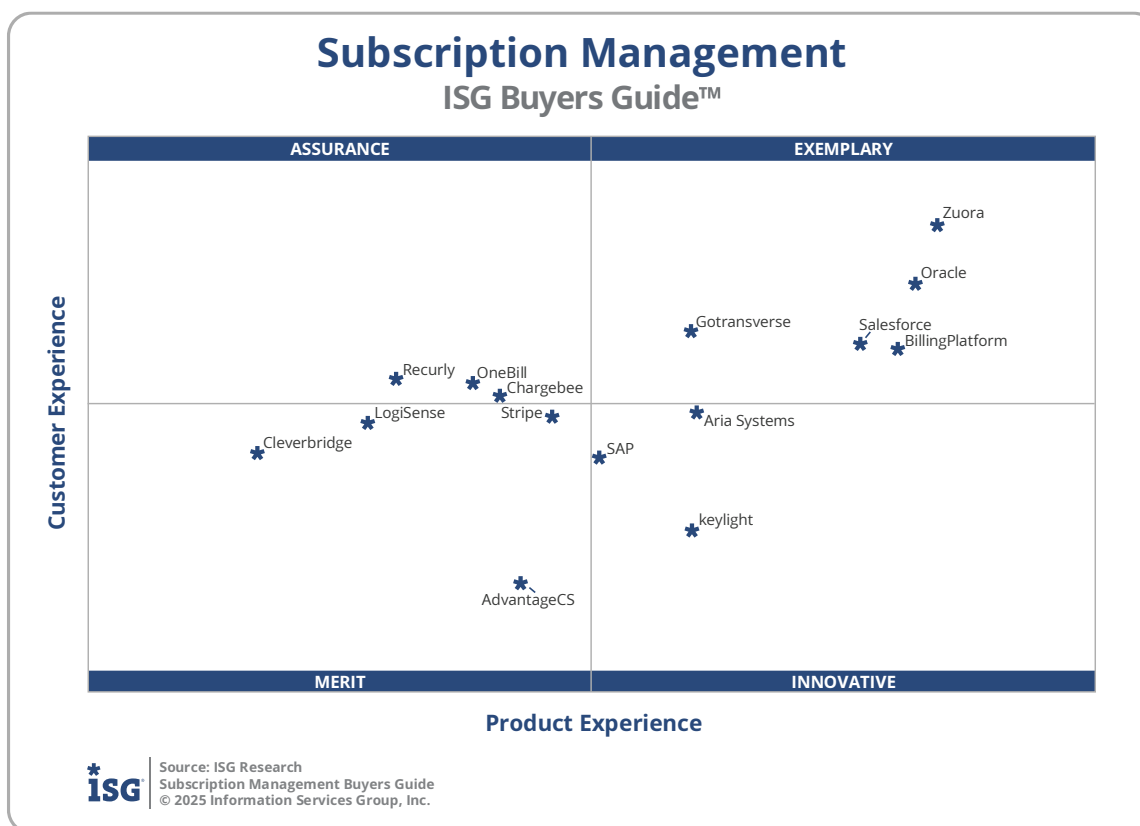 Subscription Management
ISG Buyers Guide™
ASSURANCE
EXEMPLARY
Zuora
Oracle
Gotransverse
Salesforce
BillingPlatform
Recurly
OneBill
Chargebee
LogiSense
Stripe
Aria Systems
Cleverbridge
SAP
keylight
AdvantageCS
Customer Experience
MERIT
INNOVATIVE
Product Experience
ISG
Source: ISG Research
Subscription Management Buyers Guide
© 2025 Information Services Group, Inc.